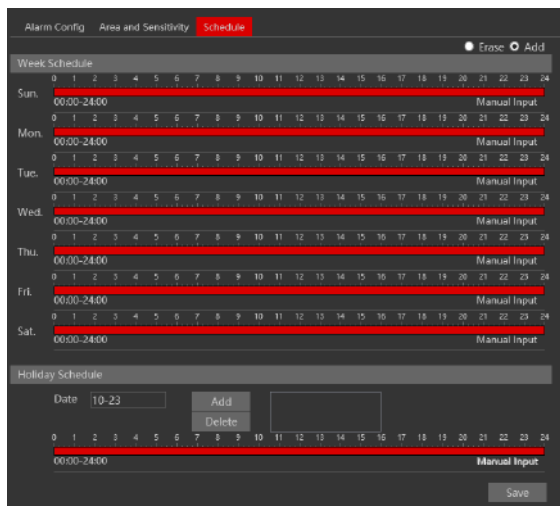 Alarm Config Area and Sensitivity Schedule
Erase Add
Week Schedule
0 1 2 3 4 5 6 7 8 9 10 11 12 13 14 15 16 17 18 19 20 21 22 23 24
Sun.
00:00-24:00 Manual Input
0 1 2 3 4 5 6 7 8 9 10 11 12 13 14 15 16 17 18 19 20 21 22 23 24
Mon.
00:00-24:00 Manual Input
0 1 2 3 4 5 6 7 8 9 10 11 12 13 14 15 16 17 18 19 20 21 22 23 24
Tue.
00:00-24:00 Manual Input
0 1 2 3 4 5 6 7 8 9 10 11 12 13 14 15 16 17 18 19 20 21 22 23 24
Wed.
00:00-24:00 Manual Input
0 1 2 3 4 5 6 7 8 9 10 11 12 13 14 15 16 17 18 19 20 21 22 23 24
Thu.
00:00-24:00 Manual Input
0 1 2 3 4 5 6 7 8 9 10 11 12 13 14 15 16 17 18 19 20 21 22 23 24
Fri.
00:00-24:00 Manual Input
0 1 2 3 4 5 6 7 8 9 10 11 12 13 14 15 16 17 18 19 20 21 22 23 24
Sat.
00:00-24:00 Manual Input
Holiday Schedule
Date 10-23 Add
Delete
0 1 2 3 4 5 6 7 8 9 10 11 12 13 14 15 16 17 18 19 20 21 22 23 24
00:00-24:00 Manual Input
Save